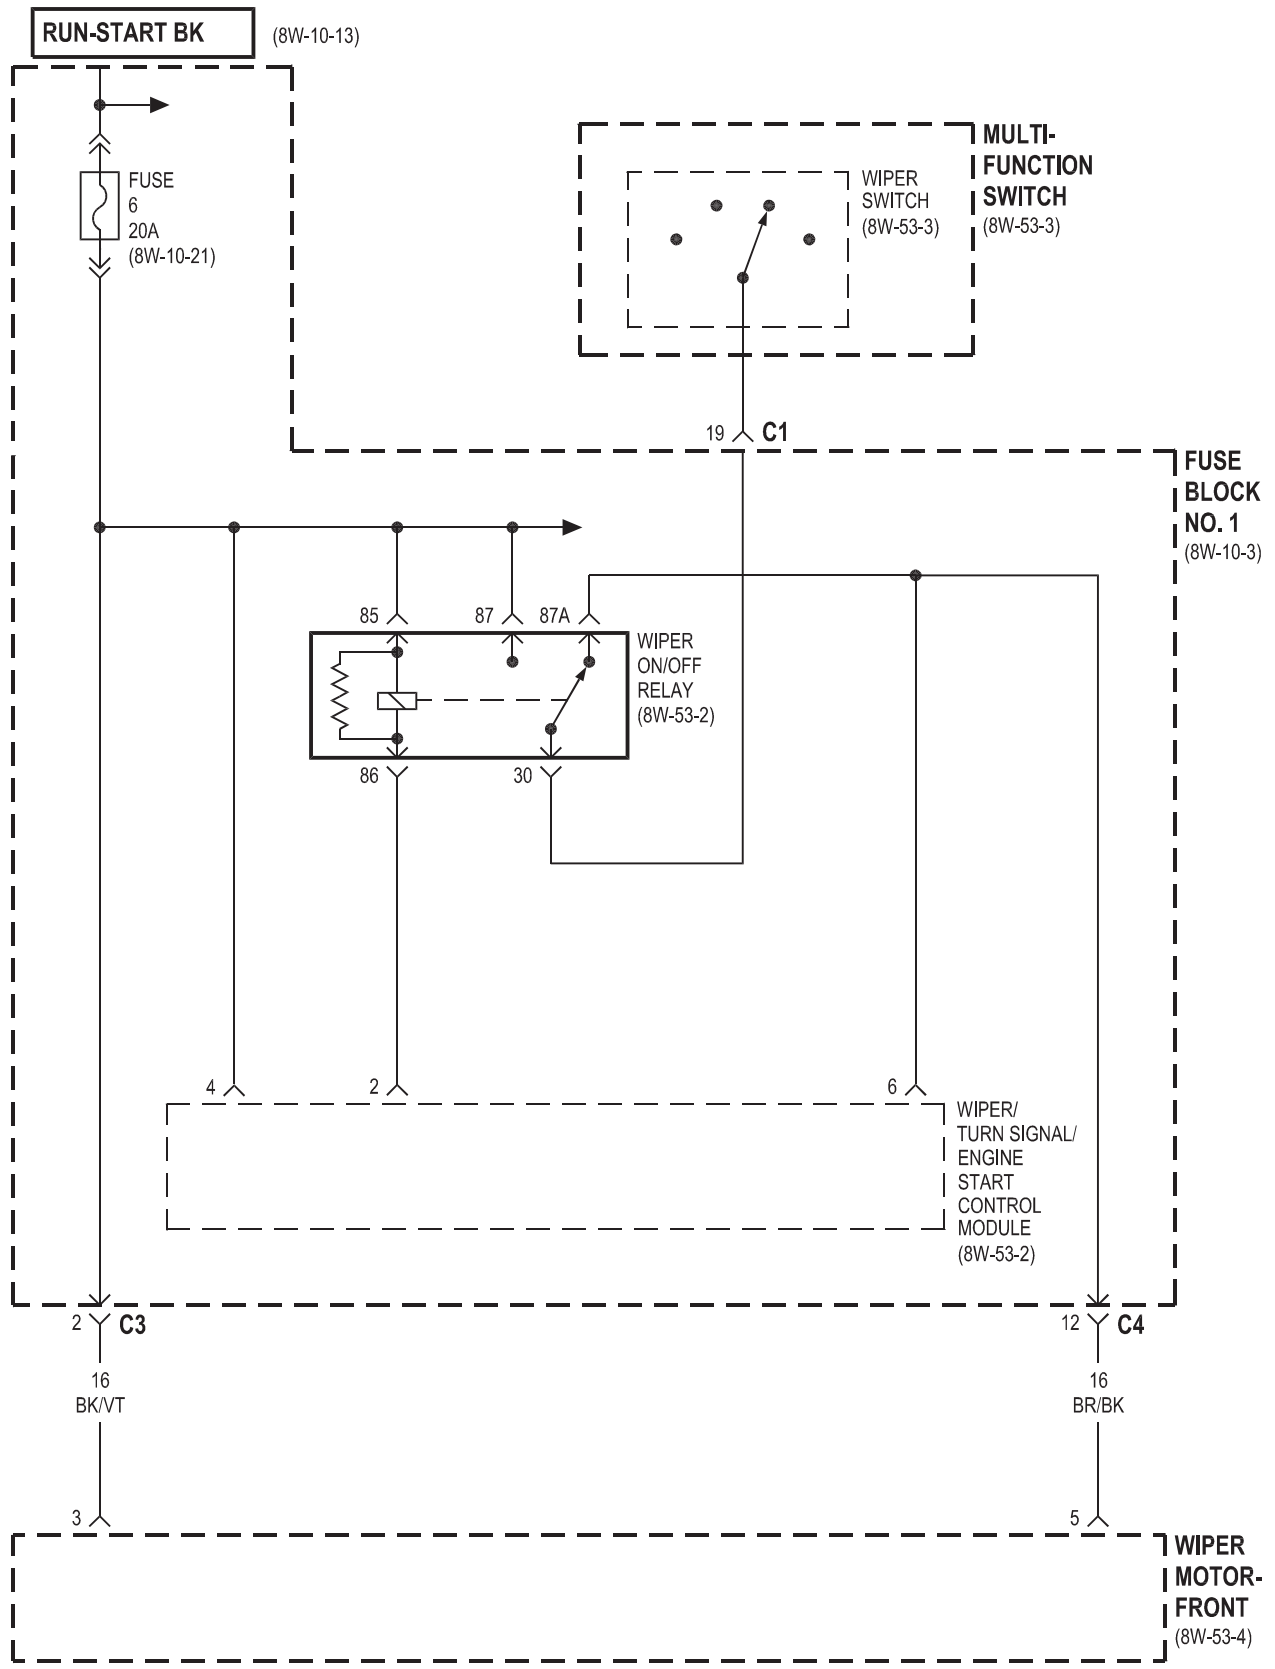 RUN-START BK
(8W-10-13)
MULTI-
FUNCTION
SWITCH
(8W-53-3)
WIPER
SWITCH
(8W-53-3)
FUSE
6
20A
(8W-10-21)
19
C1
FUSE
BLOCK
NO. 1
(8W-10-3)
85
87
87A
WIPER
ON/OFF
RELAY
(8W-53-2)
86
30
4
2
6
WIPER/
TURN SIGNAL/
ENGINE
START
CONTROL
MODULE
(8W-53-2)
2
C3
12
C4
16
BK/VT
16
BR/BK
3
5
WIPER
MOTOR-
FRONT
(8W-53-4)